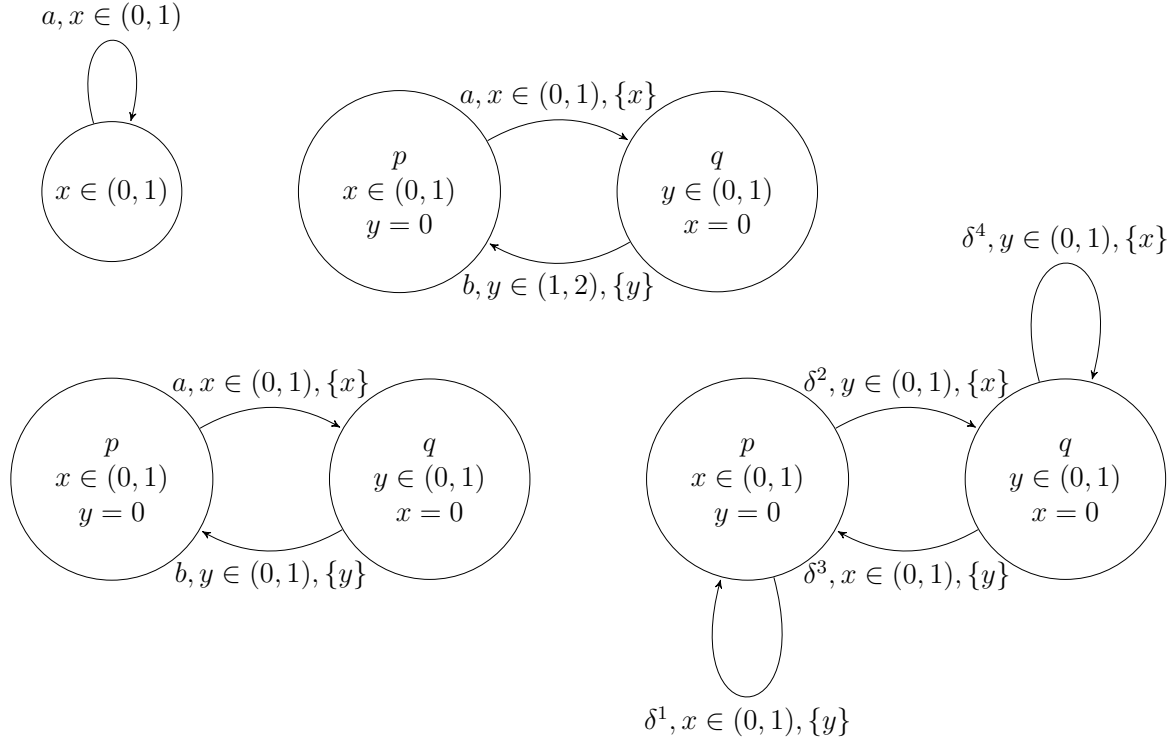 a, x ∈ (0, 1)
x ∈ (0, 1)
a, x ∈ (0, 1), {x}
p
x ∈ (0, 1)
y = 0
q
y ∈ (0, 1)
x = 0
b, y ∈ (1, 2), {y}
a, x ∈ (0, 1), {x}
p
x ∈ (0, 1)
y = 0
q
y ∈ (0, 1)
x = 0
b, y ∈ (0, 1), {y}
δ⁴, y ∈ (0, 1), {x}
δ², y ∈ (0, 1), {x}
p
x ∈ (0, 1)
y = 0
q
y ∈ (0, 1)
x = 0
δ³, x ∈ (0, 1), {y}
δ¹, x ∈ (0, 1), {y}